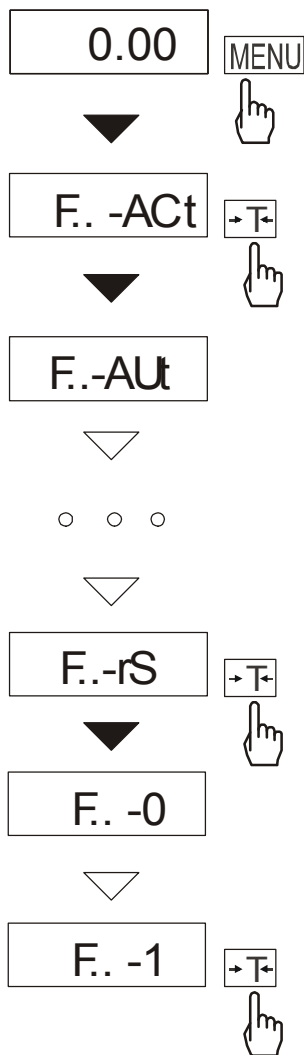 0.00 MENU
F.. -ACt →T←
F..-AUt
F..-rS →T←
F.. -0
F.. -1 →T←